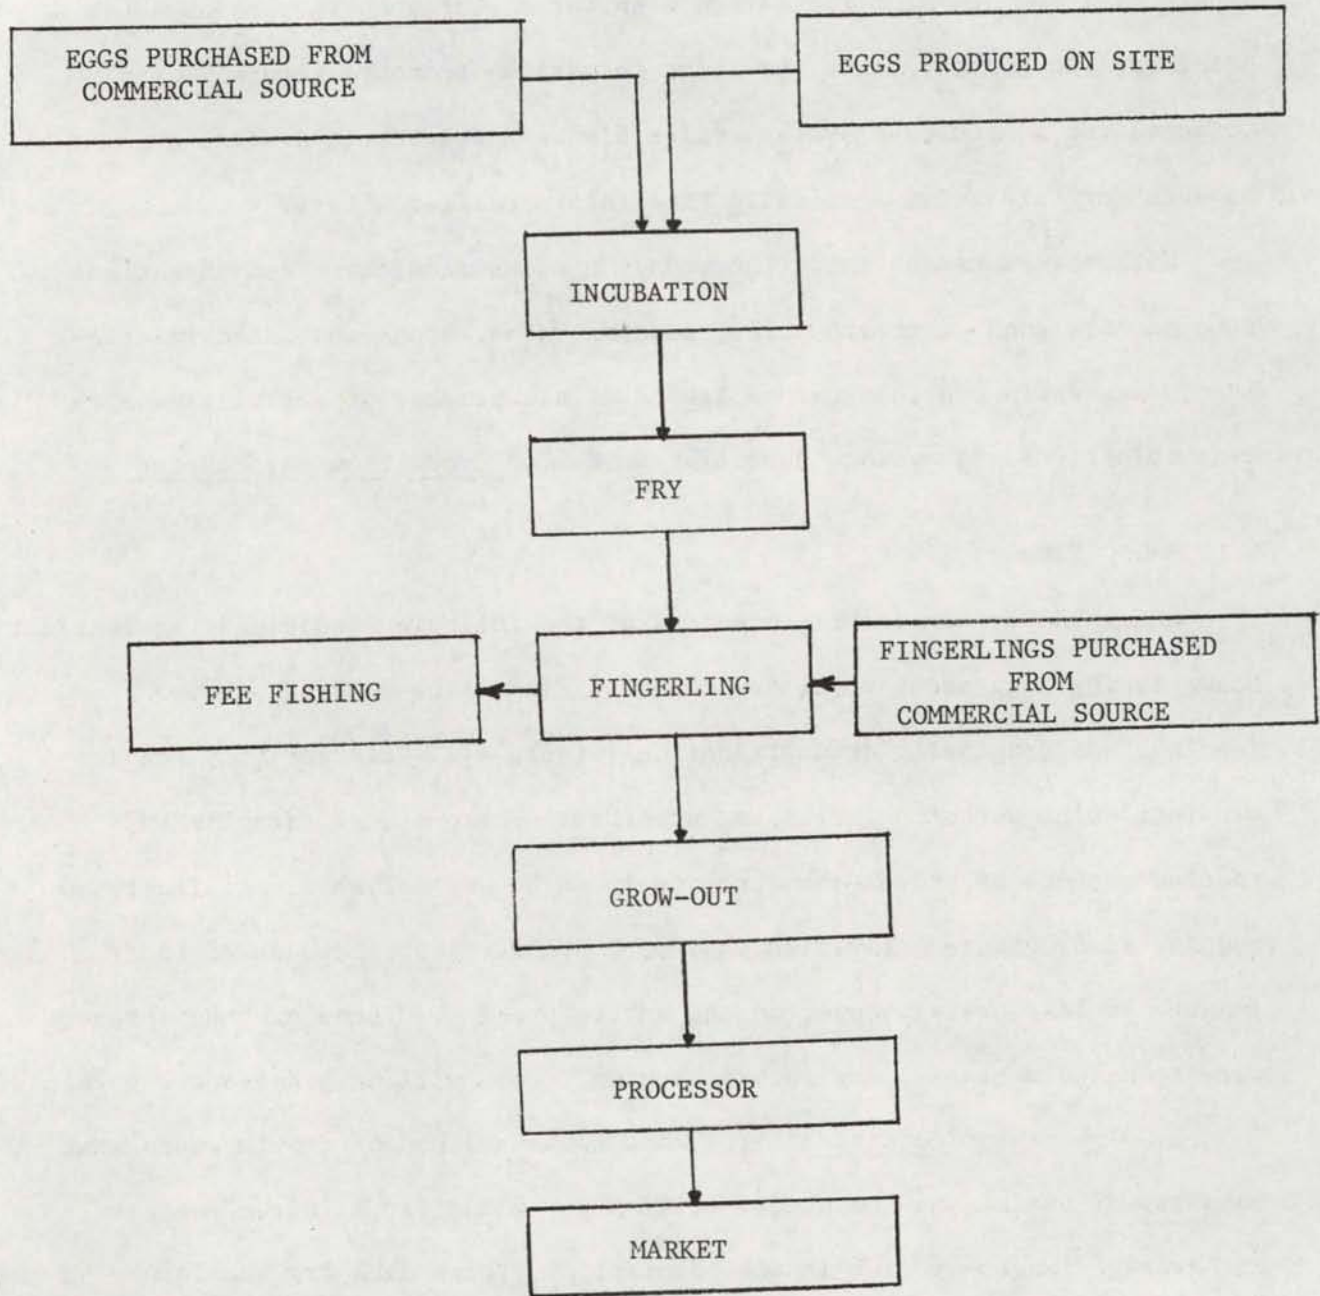 EGGS PURCHASED FROM
COMMERCIAL SOURCE
EGGS PRODUCED ON SITE
INCUBATION
FRY
FEE FISHING
FINGERLING
FINGERLINGS PURCHASED
FROM
COMMERCIAL SOURCE
GROW-OUT
PROCESSOR
MARKET